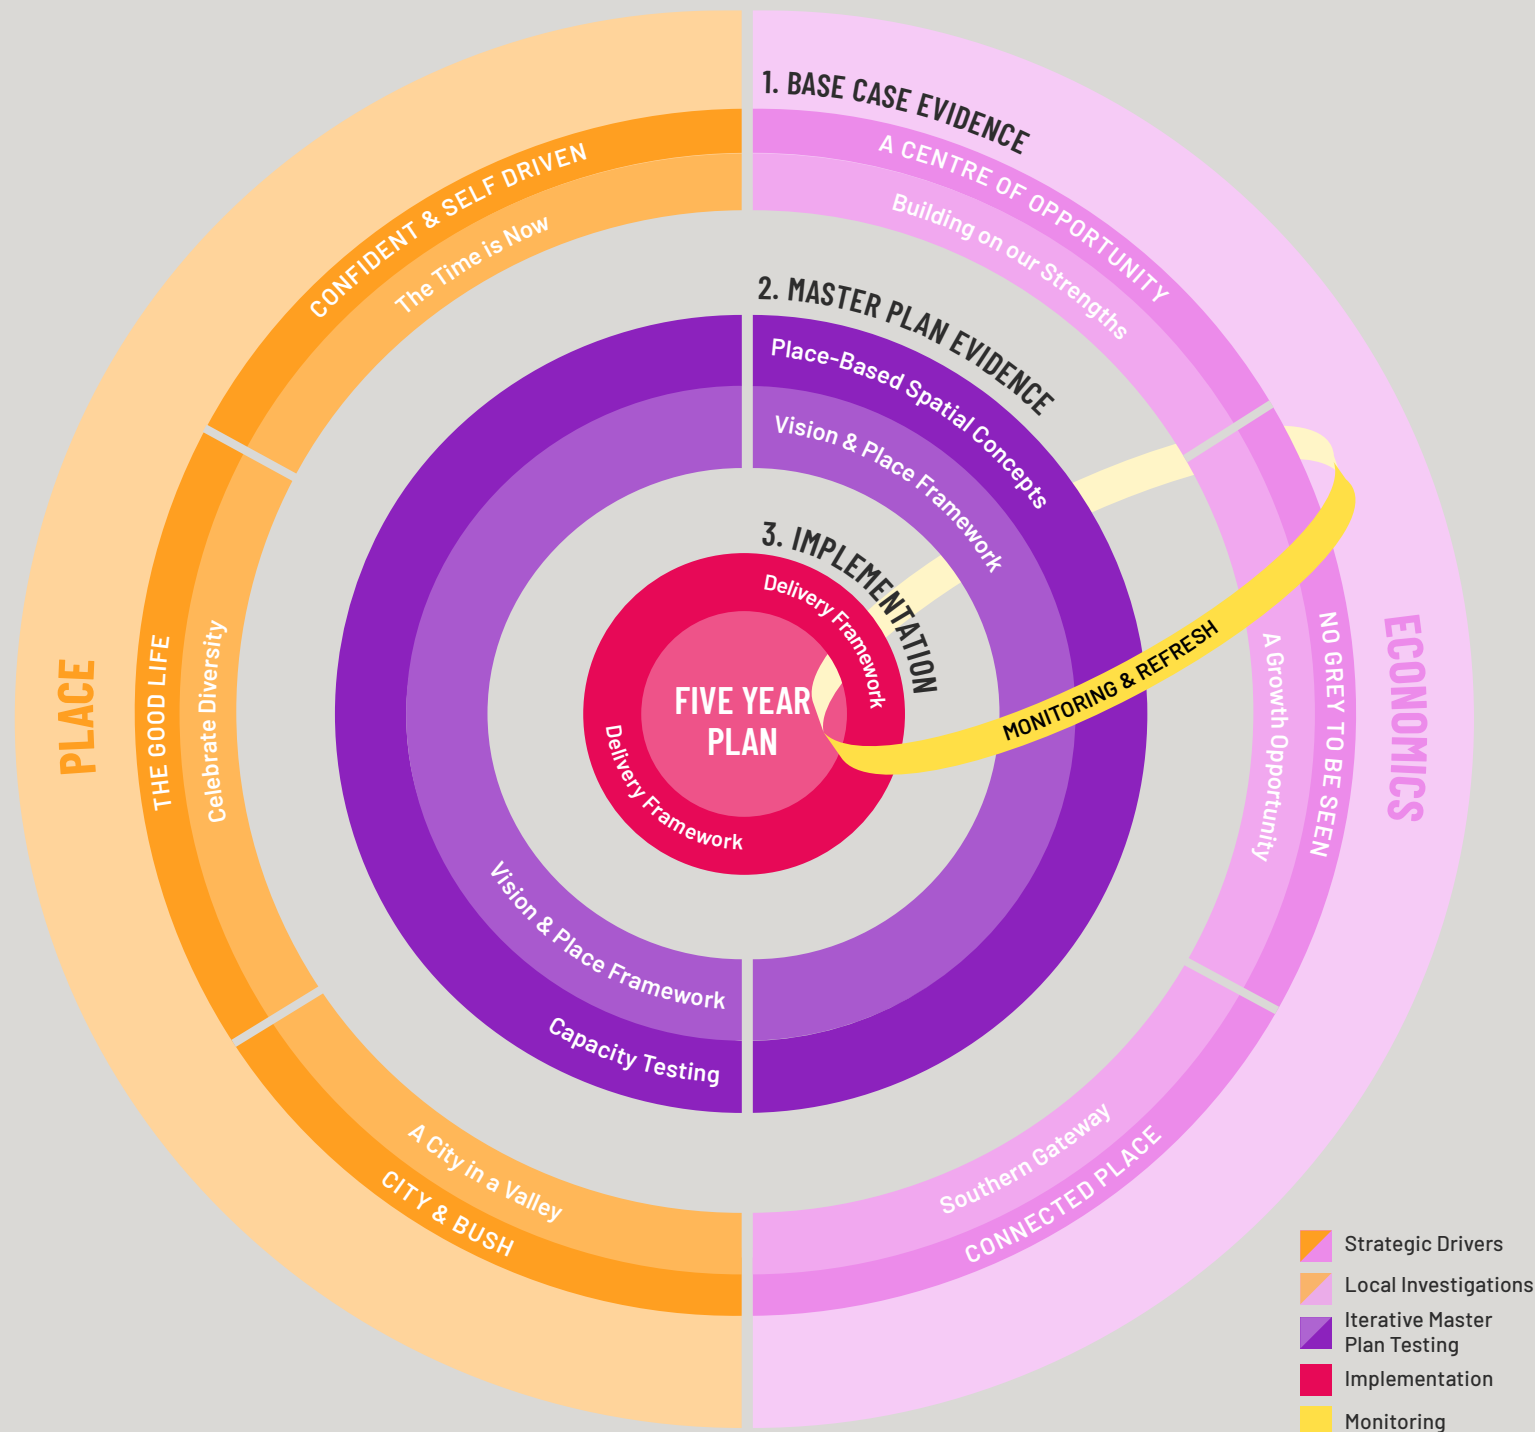 1. BASE CASE EVIDENCE
A CENTRE OF OPPORTUNITY
Building on our Strengths
CONFIDENT & SELF DRIVEN
The Time is Now
2. MASTER PLAN EVIDENCE
Place-Based Spatial Concepts
Vision & Place Framework
3. IMPLEMENTATION
Delivery Framework
FIVE YEAR
PLAN
Delivery Framework
MONITORING & REFRESH
PLACE
THE GOOD LIFE
Celebrate Diversity
A Growth Opportunity
NO GREY TO BE SEEN
ECONOMICS
Vision & Place Framework
Capacity Testing
A City in a Valley
CITY & BUSH
Southern Gateway
CONNECTED PLACE
Strategic Drivers
Local Investigations
Iterative Master
Plan Testing
Implementation
Monitoring